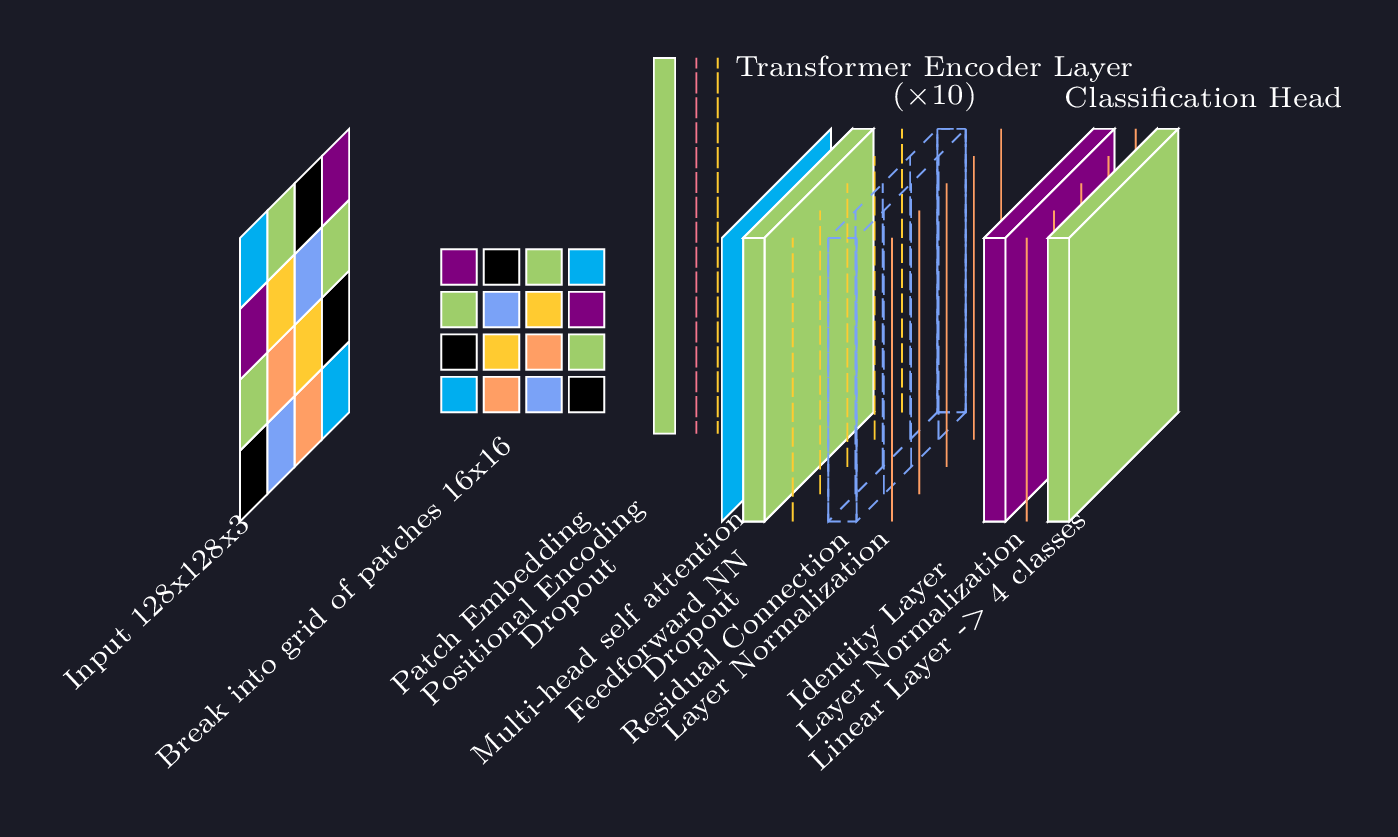 Transformer Encoder Layer
(×10)
Classification Head
Input 128x128x3
Break into grid of patches 16x16
Patch Embedding
Positional Encoding
Dropout
Multi-head self attention
Feedforward NN
Dropout
Residual Connection
Layer Normalization
Identity Layer
Layer Normalization
Linear Layer -> 4 classes